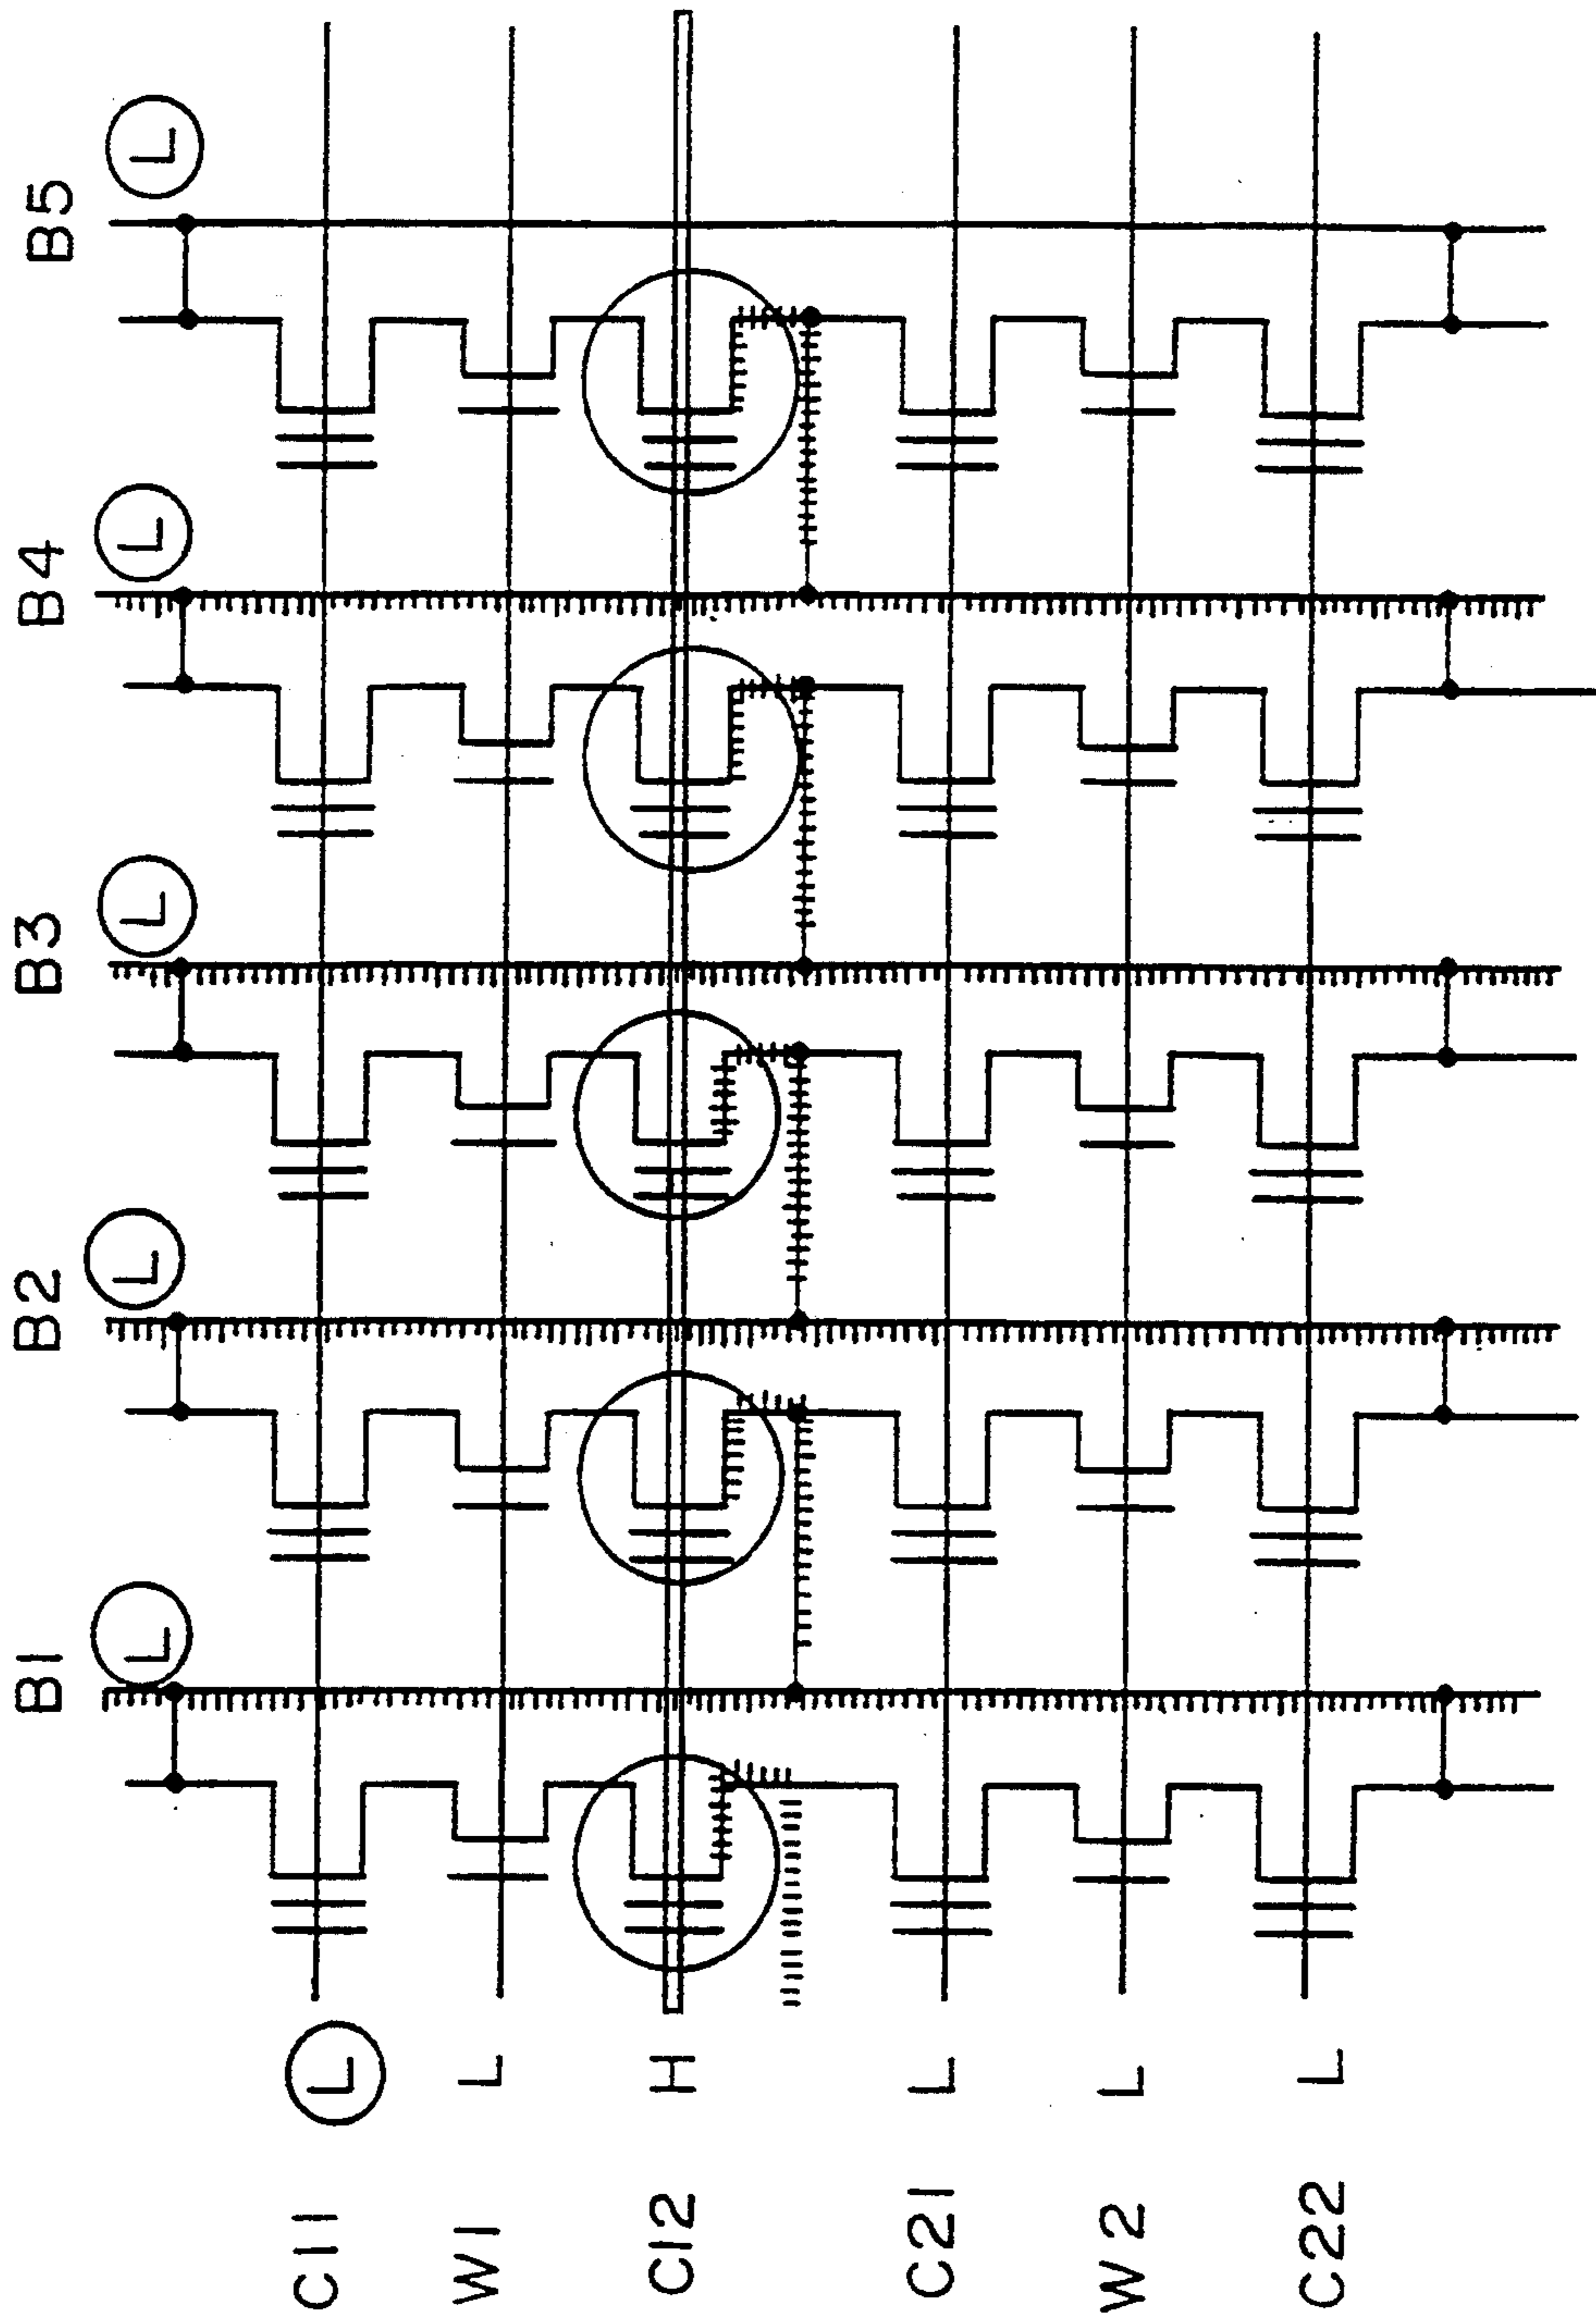 B1 B2 B3 B4 B5
L L L L L
C11 L
W1 L
C12 H
C21 L
W2 L
C22 L